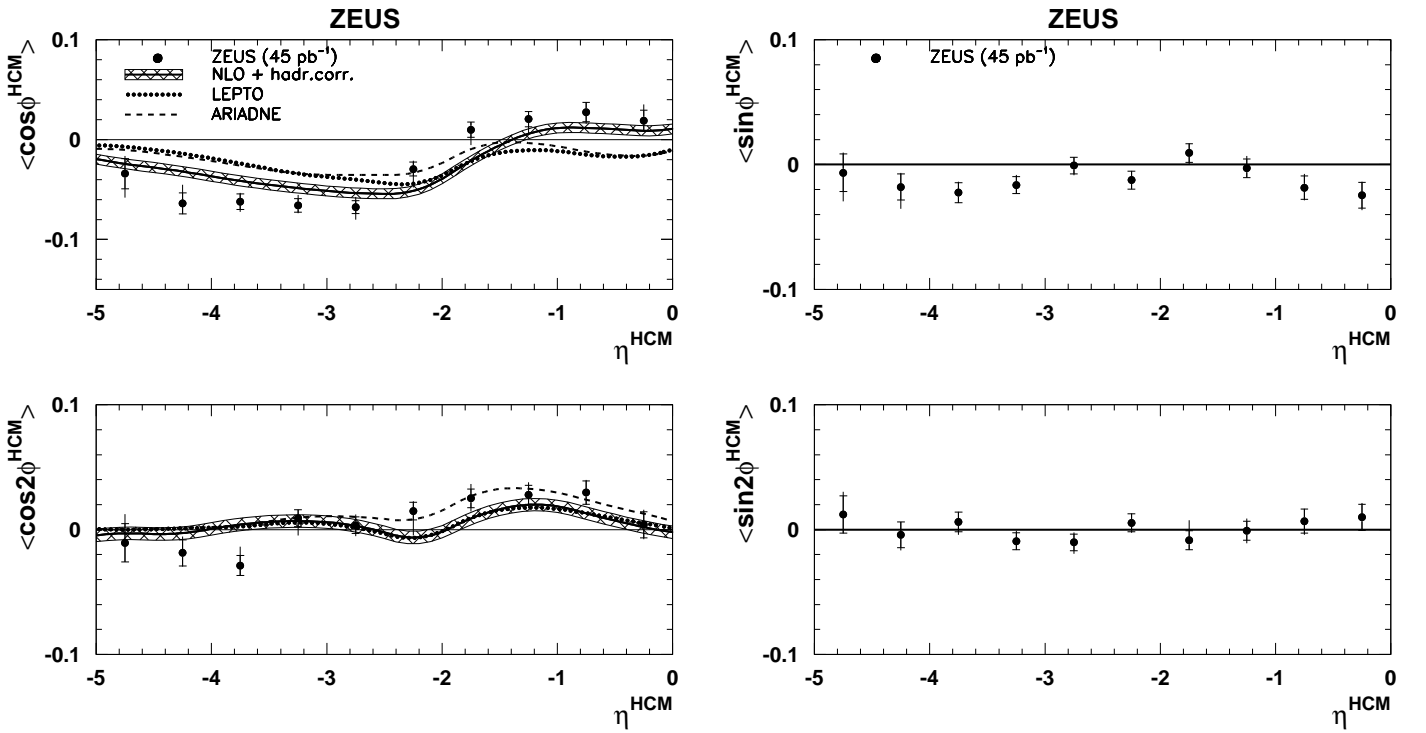 ZEUS
<cosϕ^HCM>
0.1
0
-0.1
ZEUS (45 pb⁻¹)
NLO + hadr.corr.
LEPTO
ARIADNE
-5 -4 -3 -2 -1 0
η^HCM
ZEUS
<sinϕ^HCM>
0.1
0
-0.1
ZEUS (45 pb⁻¹)
-5 -4 -3 -2 -1 0
η^HCM
<cos2ϕ^HCM>
0.1
0
-0.1
-5 -4 -3 -2 -1 0
η^HCM
<sin2ϕ^HCM>
0.1
0
-0.1
-5 -4 -3 -2 -1 0
η^HCM